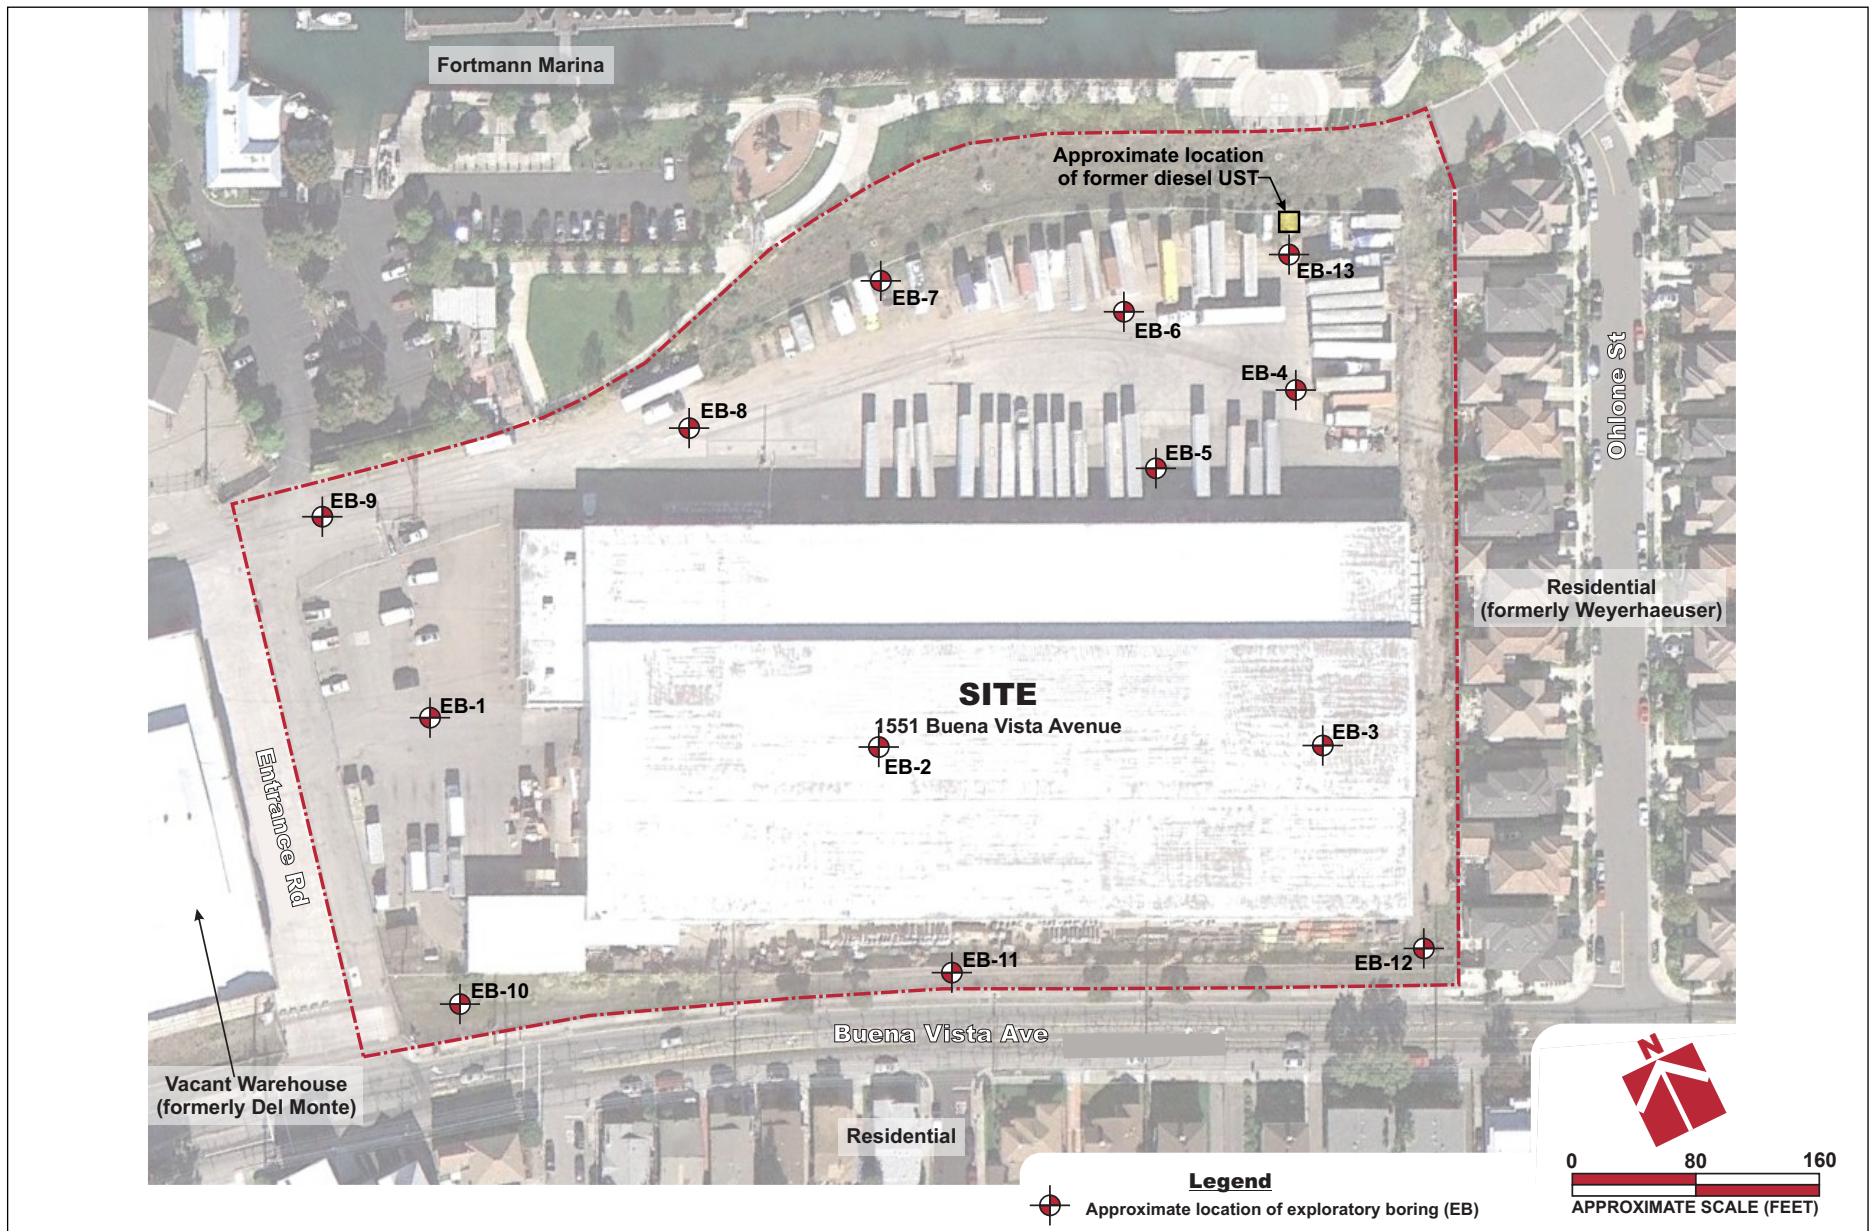 Fortmann Marina
Approximate location
of former diesel UST
EB-13
EB-7
EB-6
EB-4
EB-8
EB-5
EB-9
Ohlone St
Residential
(formerly Weyerhaeuser)
SITE
1551 Buena Vista Avenue
EB-1
EB-2
EB-3
Entrance Rd
EB-11
EB-12
EB-10
Buena Vista Ave
Vacant Warehouse
(formerly Del Monte)
Residential
N
0 80 160
APPROXIMATE SCALE (FEET)
Legend
Approximate location of exploratory boring (EB)